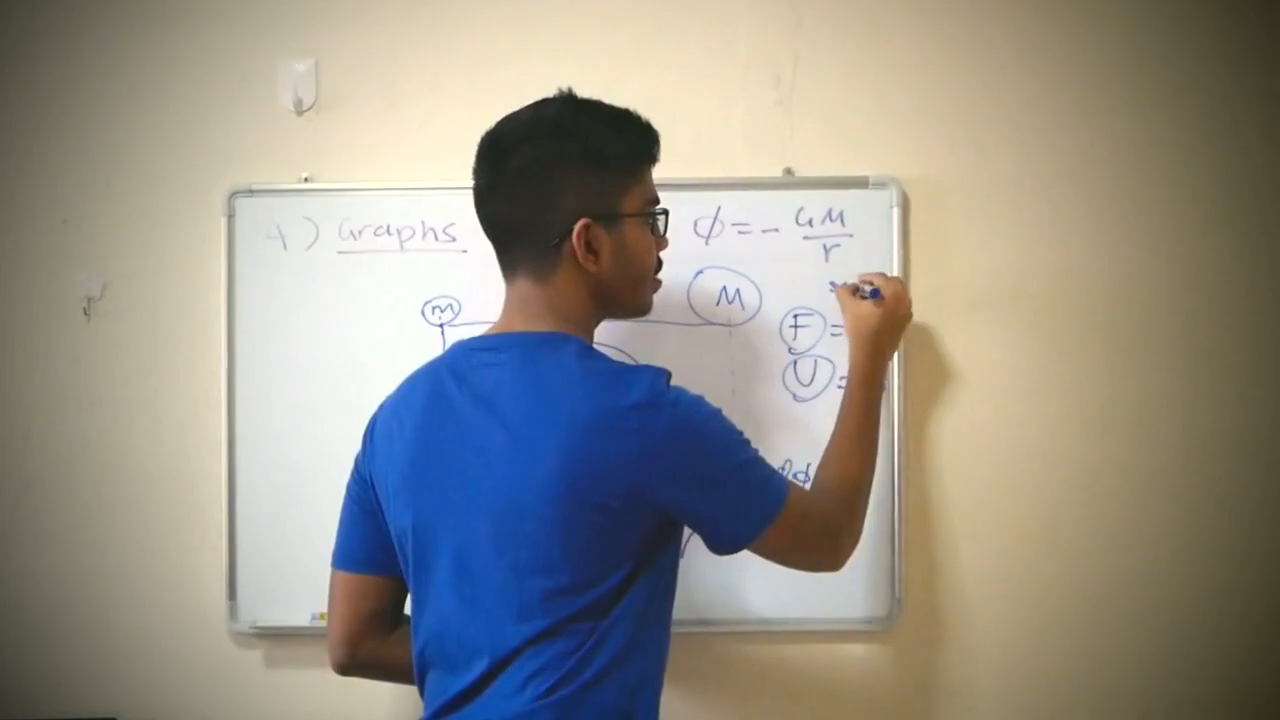 4) Graphs
φ = - GM/r
m
M
F =
U =
φ